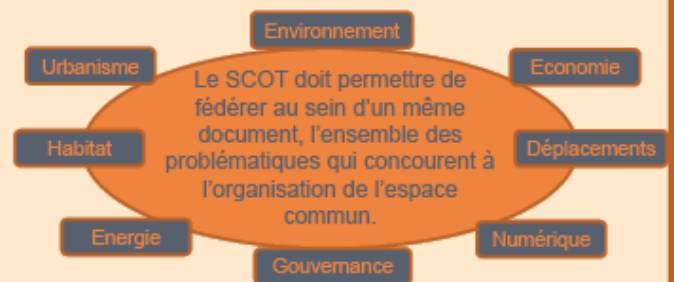 Environnement
Urbanisme
Economie
Le SCOT doit permettre de
fédérer au sein d'un même
document, l'ensemble des
problématiques qui concourent à
l'organisation de l'espace
commun.
Habitat
Déplacements
Energie
Numérique
Gouvernance